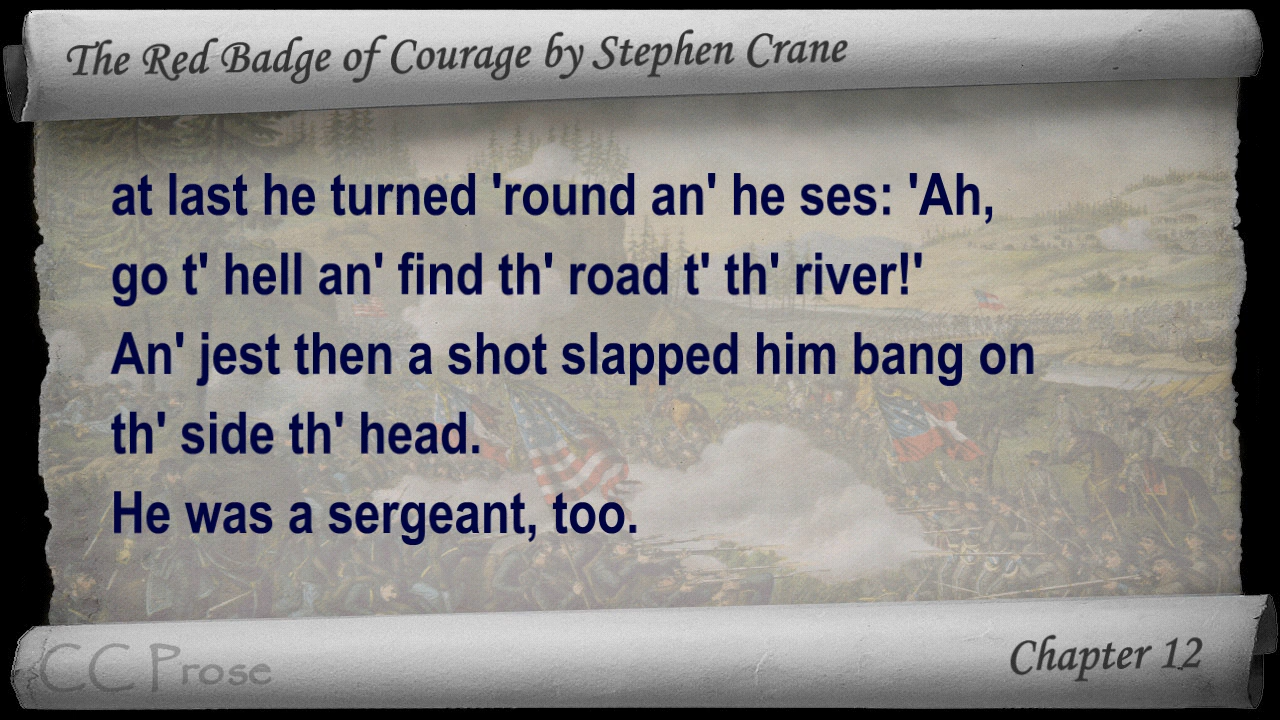 The Red Badge of Courage by Stephen Crane
at last he turned 'round an' he ses: 'Ah,
go t' hell an' find th' road t' th' river!'
An' jest then a shot slapped him bang on
th' side th' head.
He was a sergeant, too.
CC Prose
Chapter 12